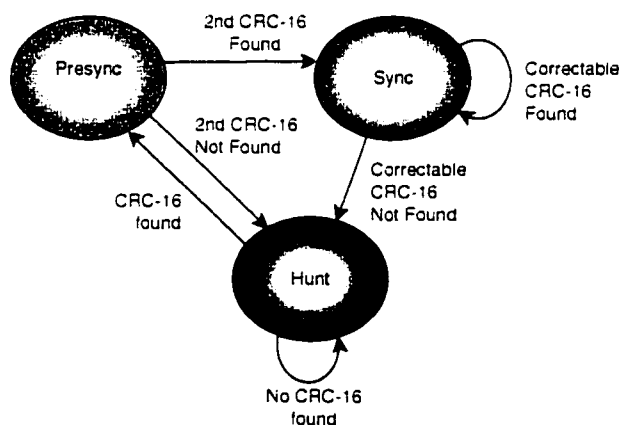 2nd CRC-16
Found
Presync
Sync
Correctable
CRC-16
Found
2nd CRC-16
Not Found
Correctable
CRC-16
Not Found
CRC-16
found
Hunt
No CRC-16
found